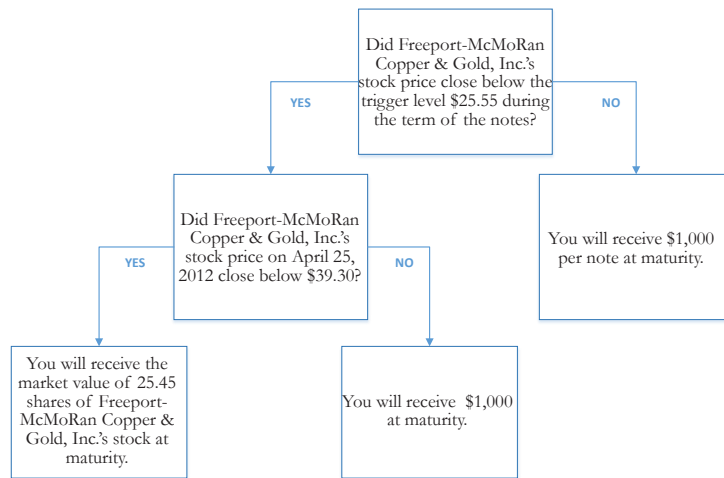 Did Freeport-McMoRan
Copper & Gold, Inc.'s
stock price close below the
trigger level $25.55 during
the term of the notes?
YES
NO
Did Freeport-McMoRan
Copper & Gold, Inc.'s
stock price on April 25,
2012 close below $39.30?
You will receive $1,000
per note at maturity.
YES
NO
You will receive the
market value of 25.45
shares of Freeport-
McMoRan Copper &
Gold, Inc.'s stock at
maturity.
You will receive $1,000
at maturity.